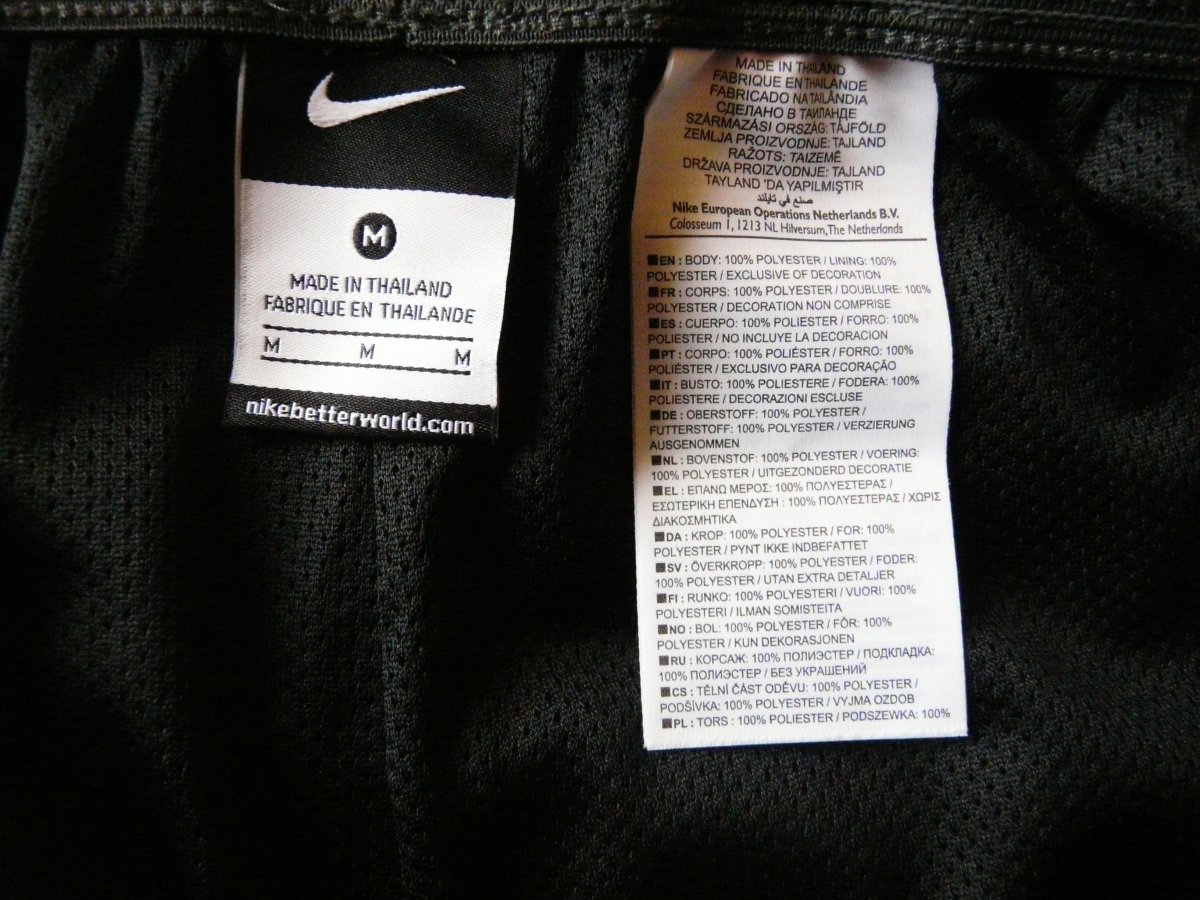 M
MADE IN THAILAND
FABRIQUE EN THAILANDE
M M M
nikebetterworld.com
MADE IN THAILAND
FABRIQUE EN THAILANDE
FABRICADO NA TAILÂNDIA
СДЕЛАНО В ТАИЛАНДЕ
SZÁRMAZÁSI ORSZÁG: TÁJFÖLD
ZEMLJA PROIZVODNJE: TAJLAND
RAŽOTS: TAIZEMĒ
DRŽAVA PROIZVODNJE: TAJLAND
TAYLAND 'DA YAPILMIŞTIR
صنع في تايلند
Nike European Operations Netherlands B.V.
Colosseum 1, 1213 NL Hilversum,The Netherlands
EN : BODY: 100% POLYESTER / LINING: 100%
POLYESTER / EXCLUSIVE OF DECORATION
FR : CORPS: 100% POLYESTER / DOUBLURE: 100%
POLYESTER / DECORATION NON COMPRISE
ES : CUERPO: 100% POLIESTER / FORRO: 100%
POLIESTER / NO INCLUYE LA DECORACION
PT : CORPO: 100% POLIÉSTER / FORRO: 100%
POLIÉSTER / EXCLUSIVO PARA DECORAÇÃO
IT : BUSTO: 100% POLIESTERE / FODERA: 100%
POLIESTERE / DECORAZIONI ESCLUSE
DE : OBERSTOFF: 100% POLYESTER /
FUTTERSTOFF: 100% POLYESTER / VERZIERUNG
AUSGENOMMEN
NL : BOVENSTOF: 100% POLYESTER / VOERING:
100% POLYESTER / UITGEZONDERD DECORATIE
EL : ΕΠΑΝΩ ΜΕΡΟΣ: 100% ΠΟΛΥΕΣΤΕΡΑΣ /
ΕΣΩΤΕΡΙΚΗ ΕΠΕΝΔΥΣΗ : 100% ΠΟΛΥΕΣΤΕΡΑΣ / ΧΩΡΙΣ
ΔΙΑΚΟΣΜΗΤΙΚΑ
DA : KROP: 100% POLYESTER / FOR: 100%
POLYESTER / PYNT IKKE INDBEFATTET
SV : ÖVERKROPP: 100% POLYESTER / FODER:
100% POLYESTER / UTAN EXTRA DETALJER
FI : RUNKO: 100% POLYESTERI / VUORI: 100%
POLYESTERI / ILMAN SOMISTEITA
NO : BOL: 100% POLYESTER / FÔR: 100%
POLYESTER / KUN DEKORASJONEN
RU : КОРСАЖ: 100% ПОЛИЭСТЕР / ПОДКЛАДКА:
100% ПОЛИЭСТЕР / БЕЗ УКРАШЕНИЙ
CS : TĚLNÍ ČÁST ODĚVU: 100% POLYESTER /
PODŠÍVKA: 100% POLYESTER / VYJMA OZDOB
PL : TORS : 100% POLIESTER / PODSZEWKA: 100%